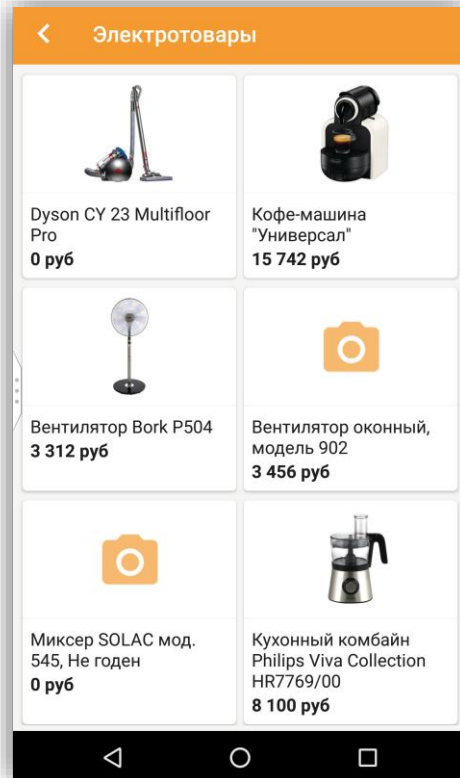 Электротовары
Dyson CY 23 Multifloor
Pro
0 руб
Кофе-машина
"Универсал"
15 742 руб
Вентилятор Bork P504
3 312 руб
Вентилятор оконный,
модель 902
3 456 руб
Миксер SOLAC мод.
545, Не годен
0 руб
Кухонный комбайн
Philips Viva Collection
HR7769/00
8 100 руб